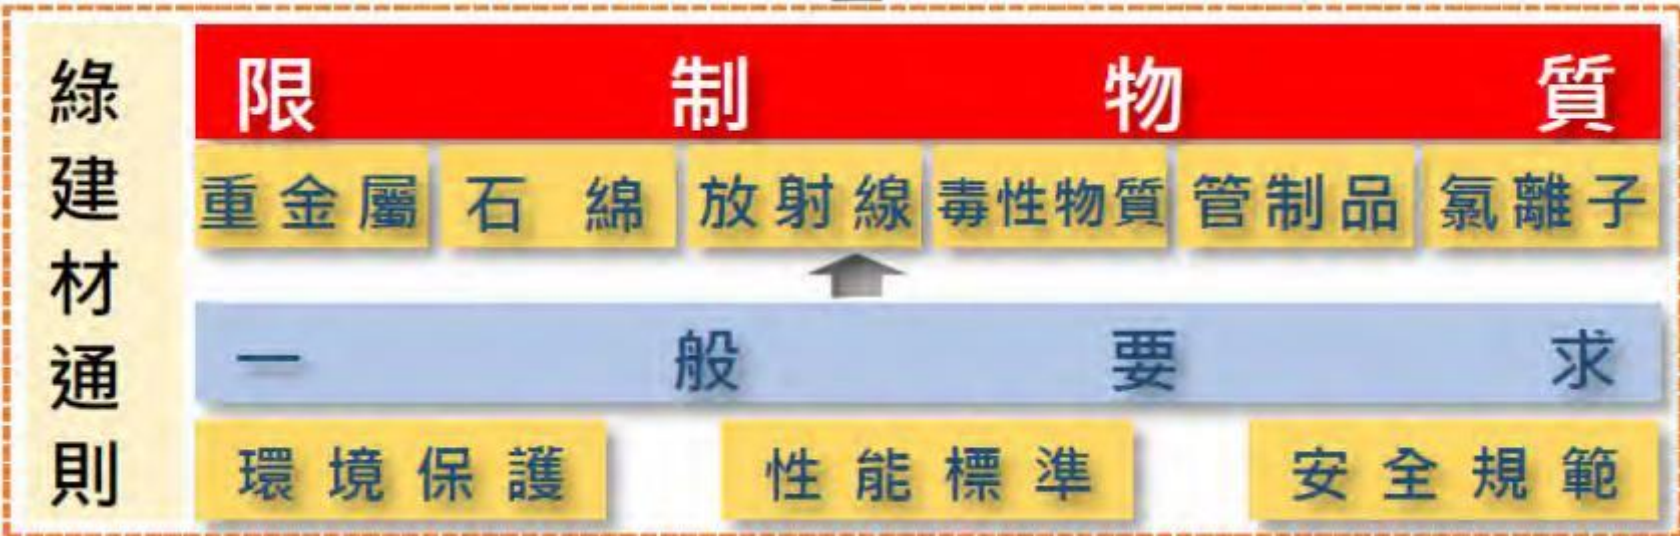 綠建材通則
限制物質
重金屬 石綿 放射線 毒性物質 管制品 氯離子
一般要求
環境保護 性能標準 安全規範